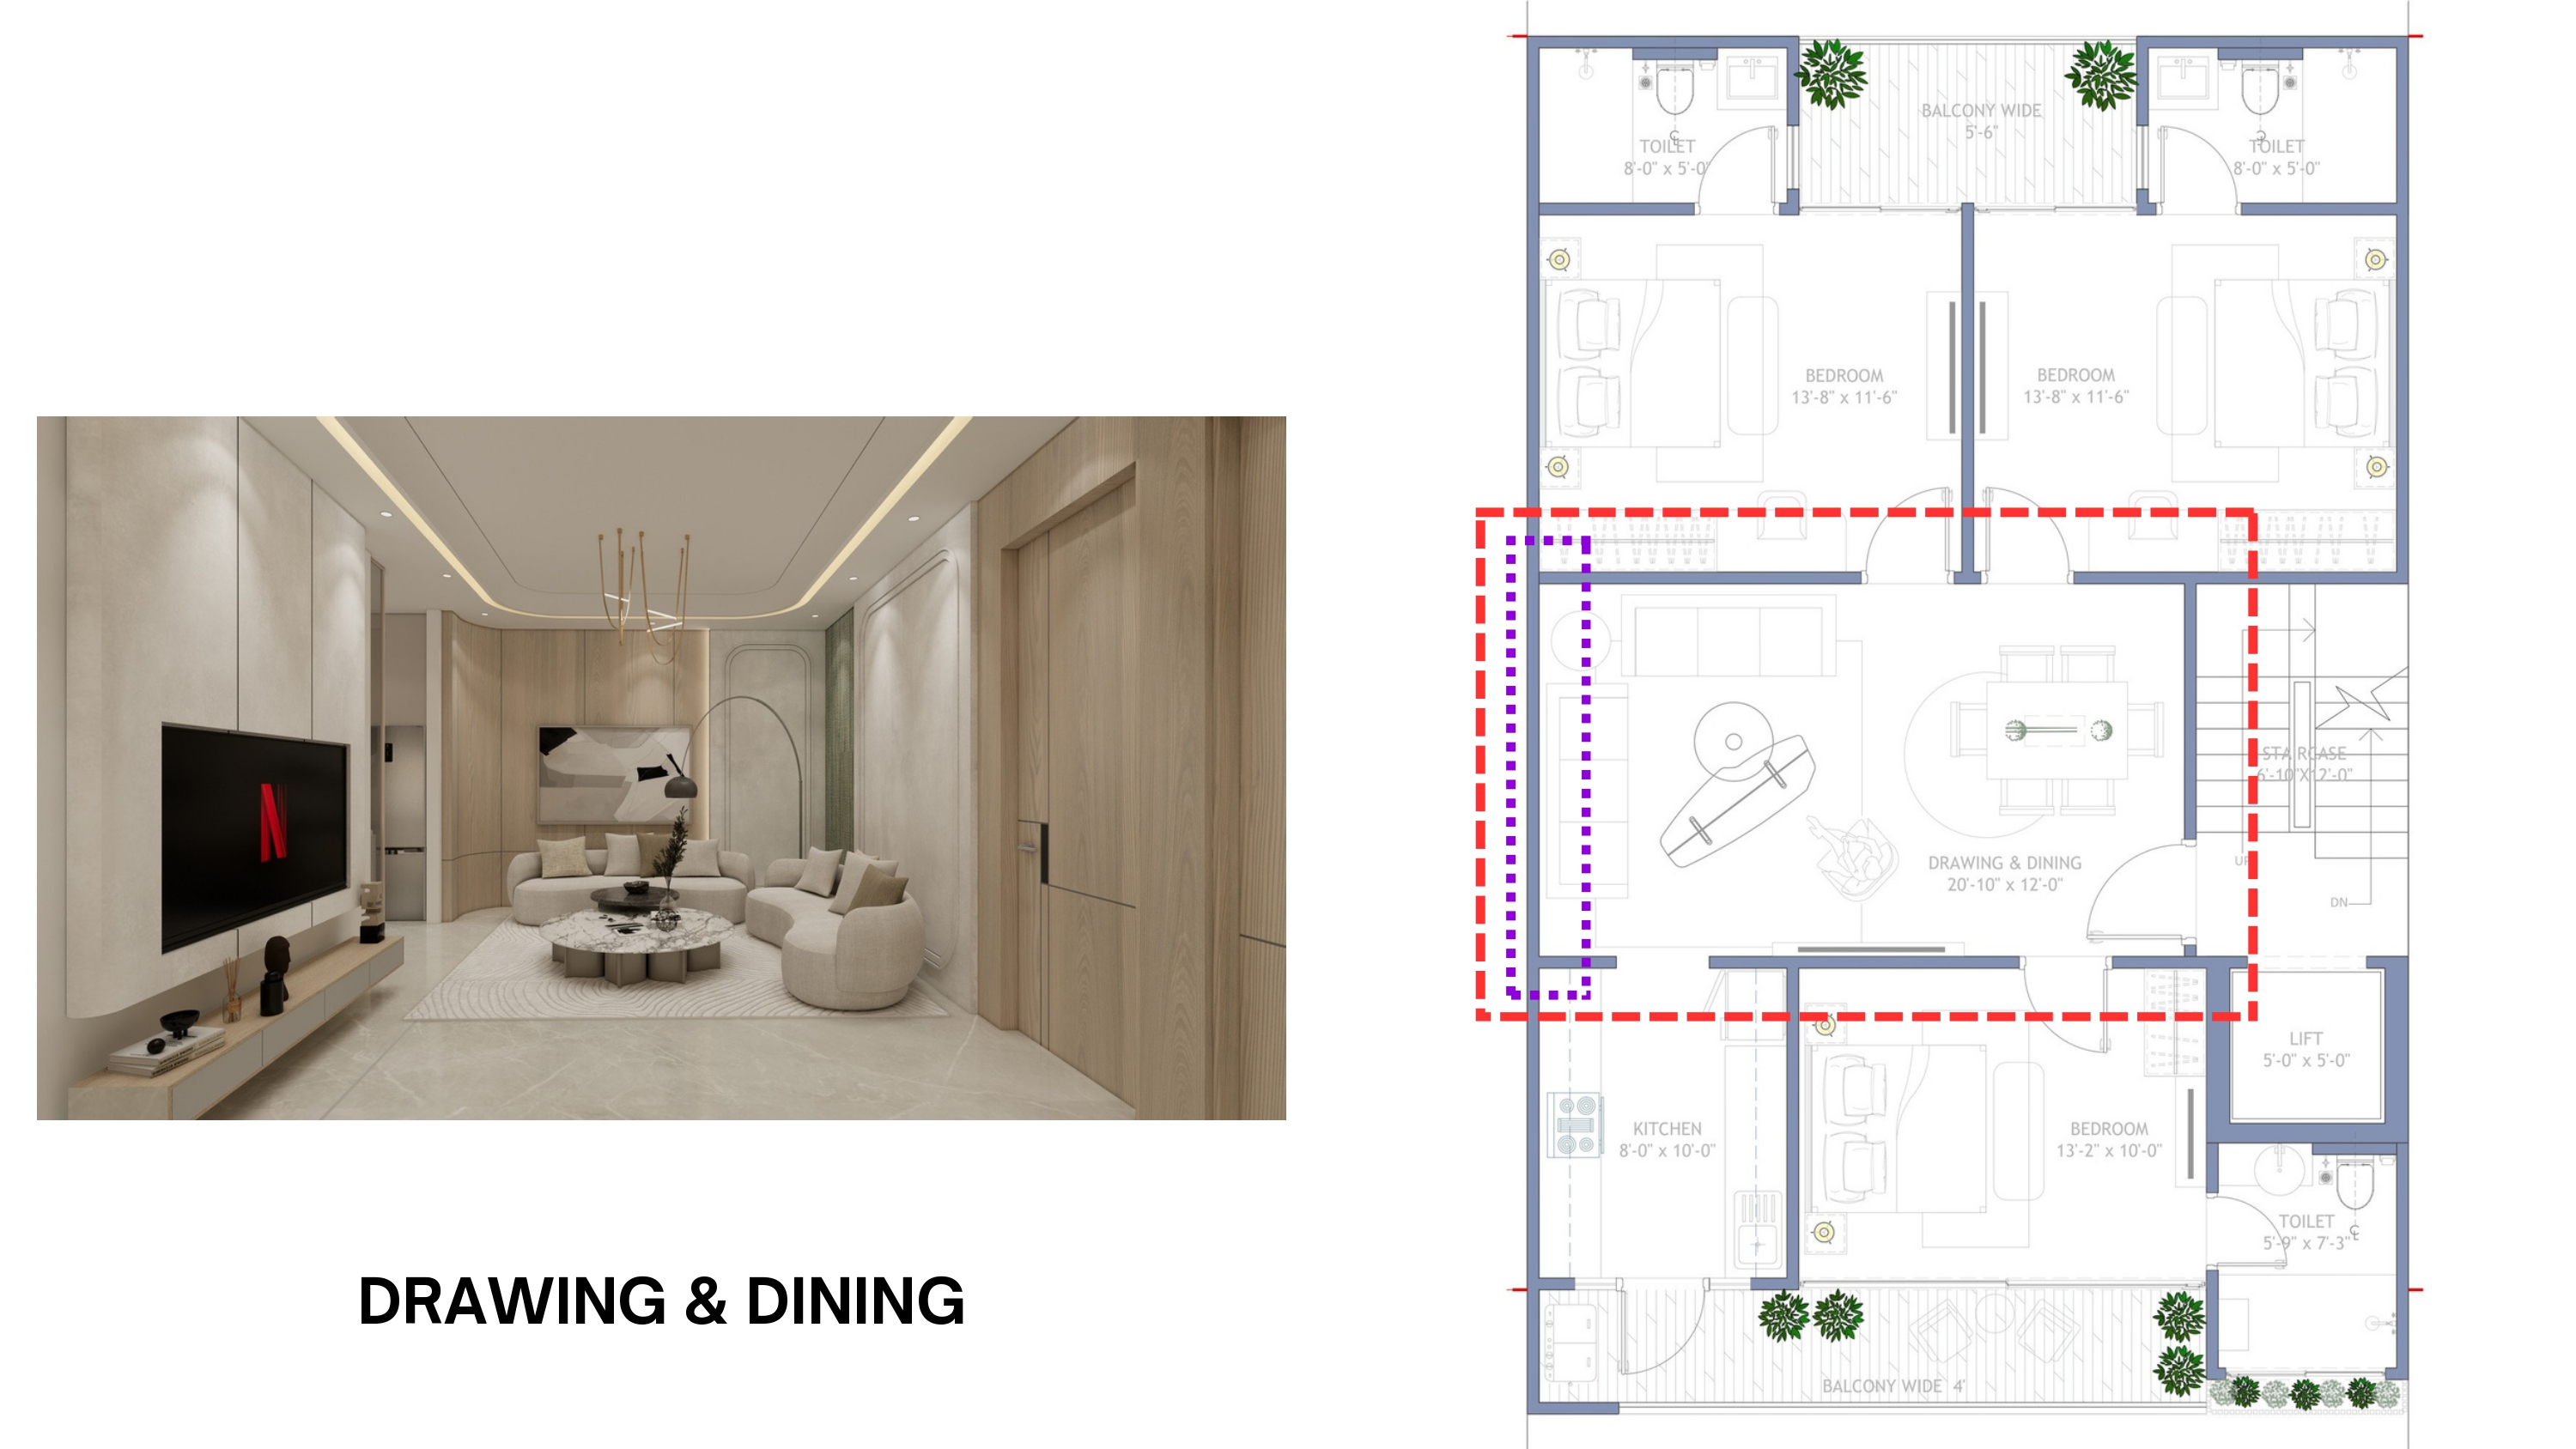 BALCONY WIDE
5'-6"
TOILET
8'-0" x 5'-0"
TOILET
8'-0" x 5'-0"
BEDROOM
13'-8" x 11'-6"
BEDROOM
13'-8" x 11'-6"
N
STAIRCASE
6'-10"X12'-0"
UP
DRAWING & DINING
20'-10" x 12'-0"
DN
LIFT
5'-0" x 5'-0"
KITCHEN
8'-0" x 10'-0"
BEDROOM
13'-2" x 10'-0"
TOILET
5'-9" x 7'-3"
DRAWING & DINING
BALCONY WIDE 4'